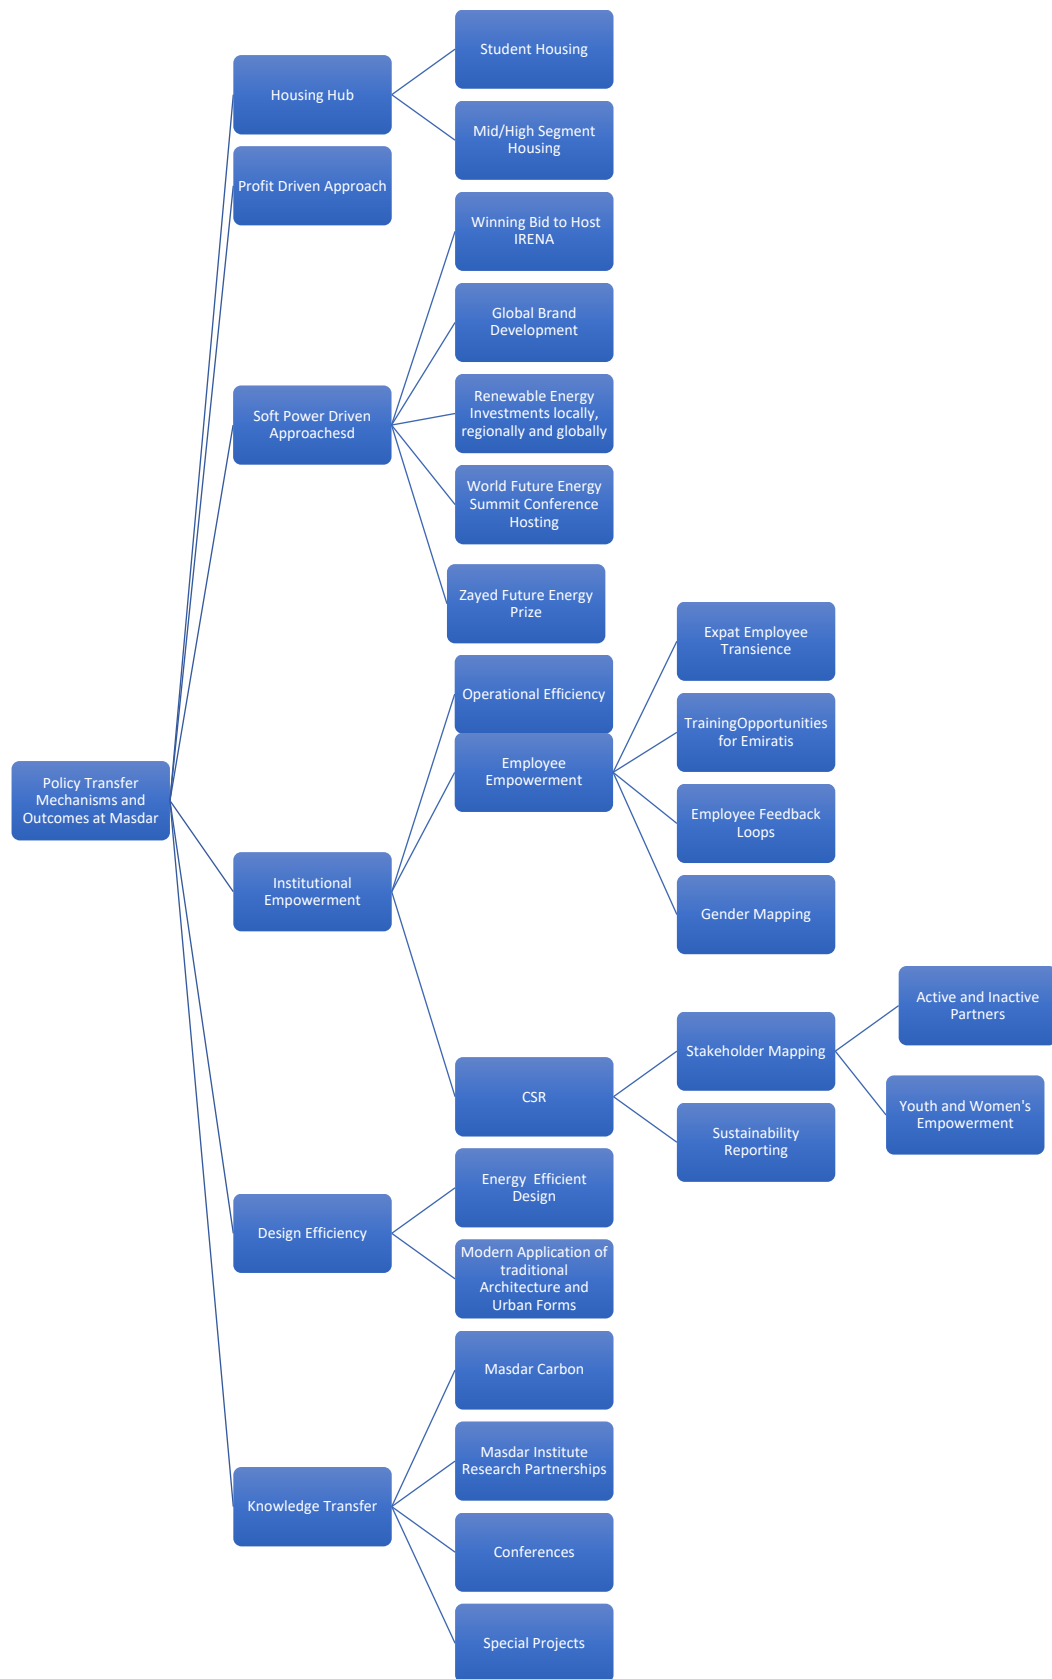 Student Housing
Housing Hub
Mid/High Segment
Housing
Profit Driven Approach
Winning Bid to Host
IRENA
Global Brand
Development
Soft Power Driven
Approachesd
Renewable Energy
Investments locally,
regionally and globally
World Future Energy
Summit Conference
Hosting
Zayed Future Energy
Prize
Expat Employee
Transience
Operational Efficiency
TrainingOpportunities
for Emiratis
Employee
Empowerment
Policy Transfer
Mechanisms and
Outcomes at Masdar
Employee Feedback
Loops
Institutional
Empowerment
Gender Mapping
Active and Inactive
Partners
Stakeholder Mapping
CSR
Youth and Women's
Empowerment
Sustainability
Reporting
Energy  Efficient
Design
Design Efficiency
Modern Application of
traditional
Architecture and
Urban Forms
Masdar Carbon
Masdar Institute
Research Partnerships
Knowledge Transfer
Conferences
Special Projects